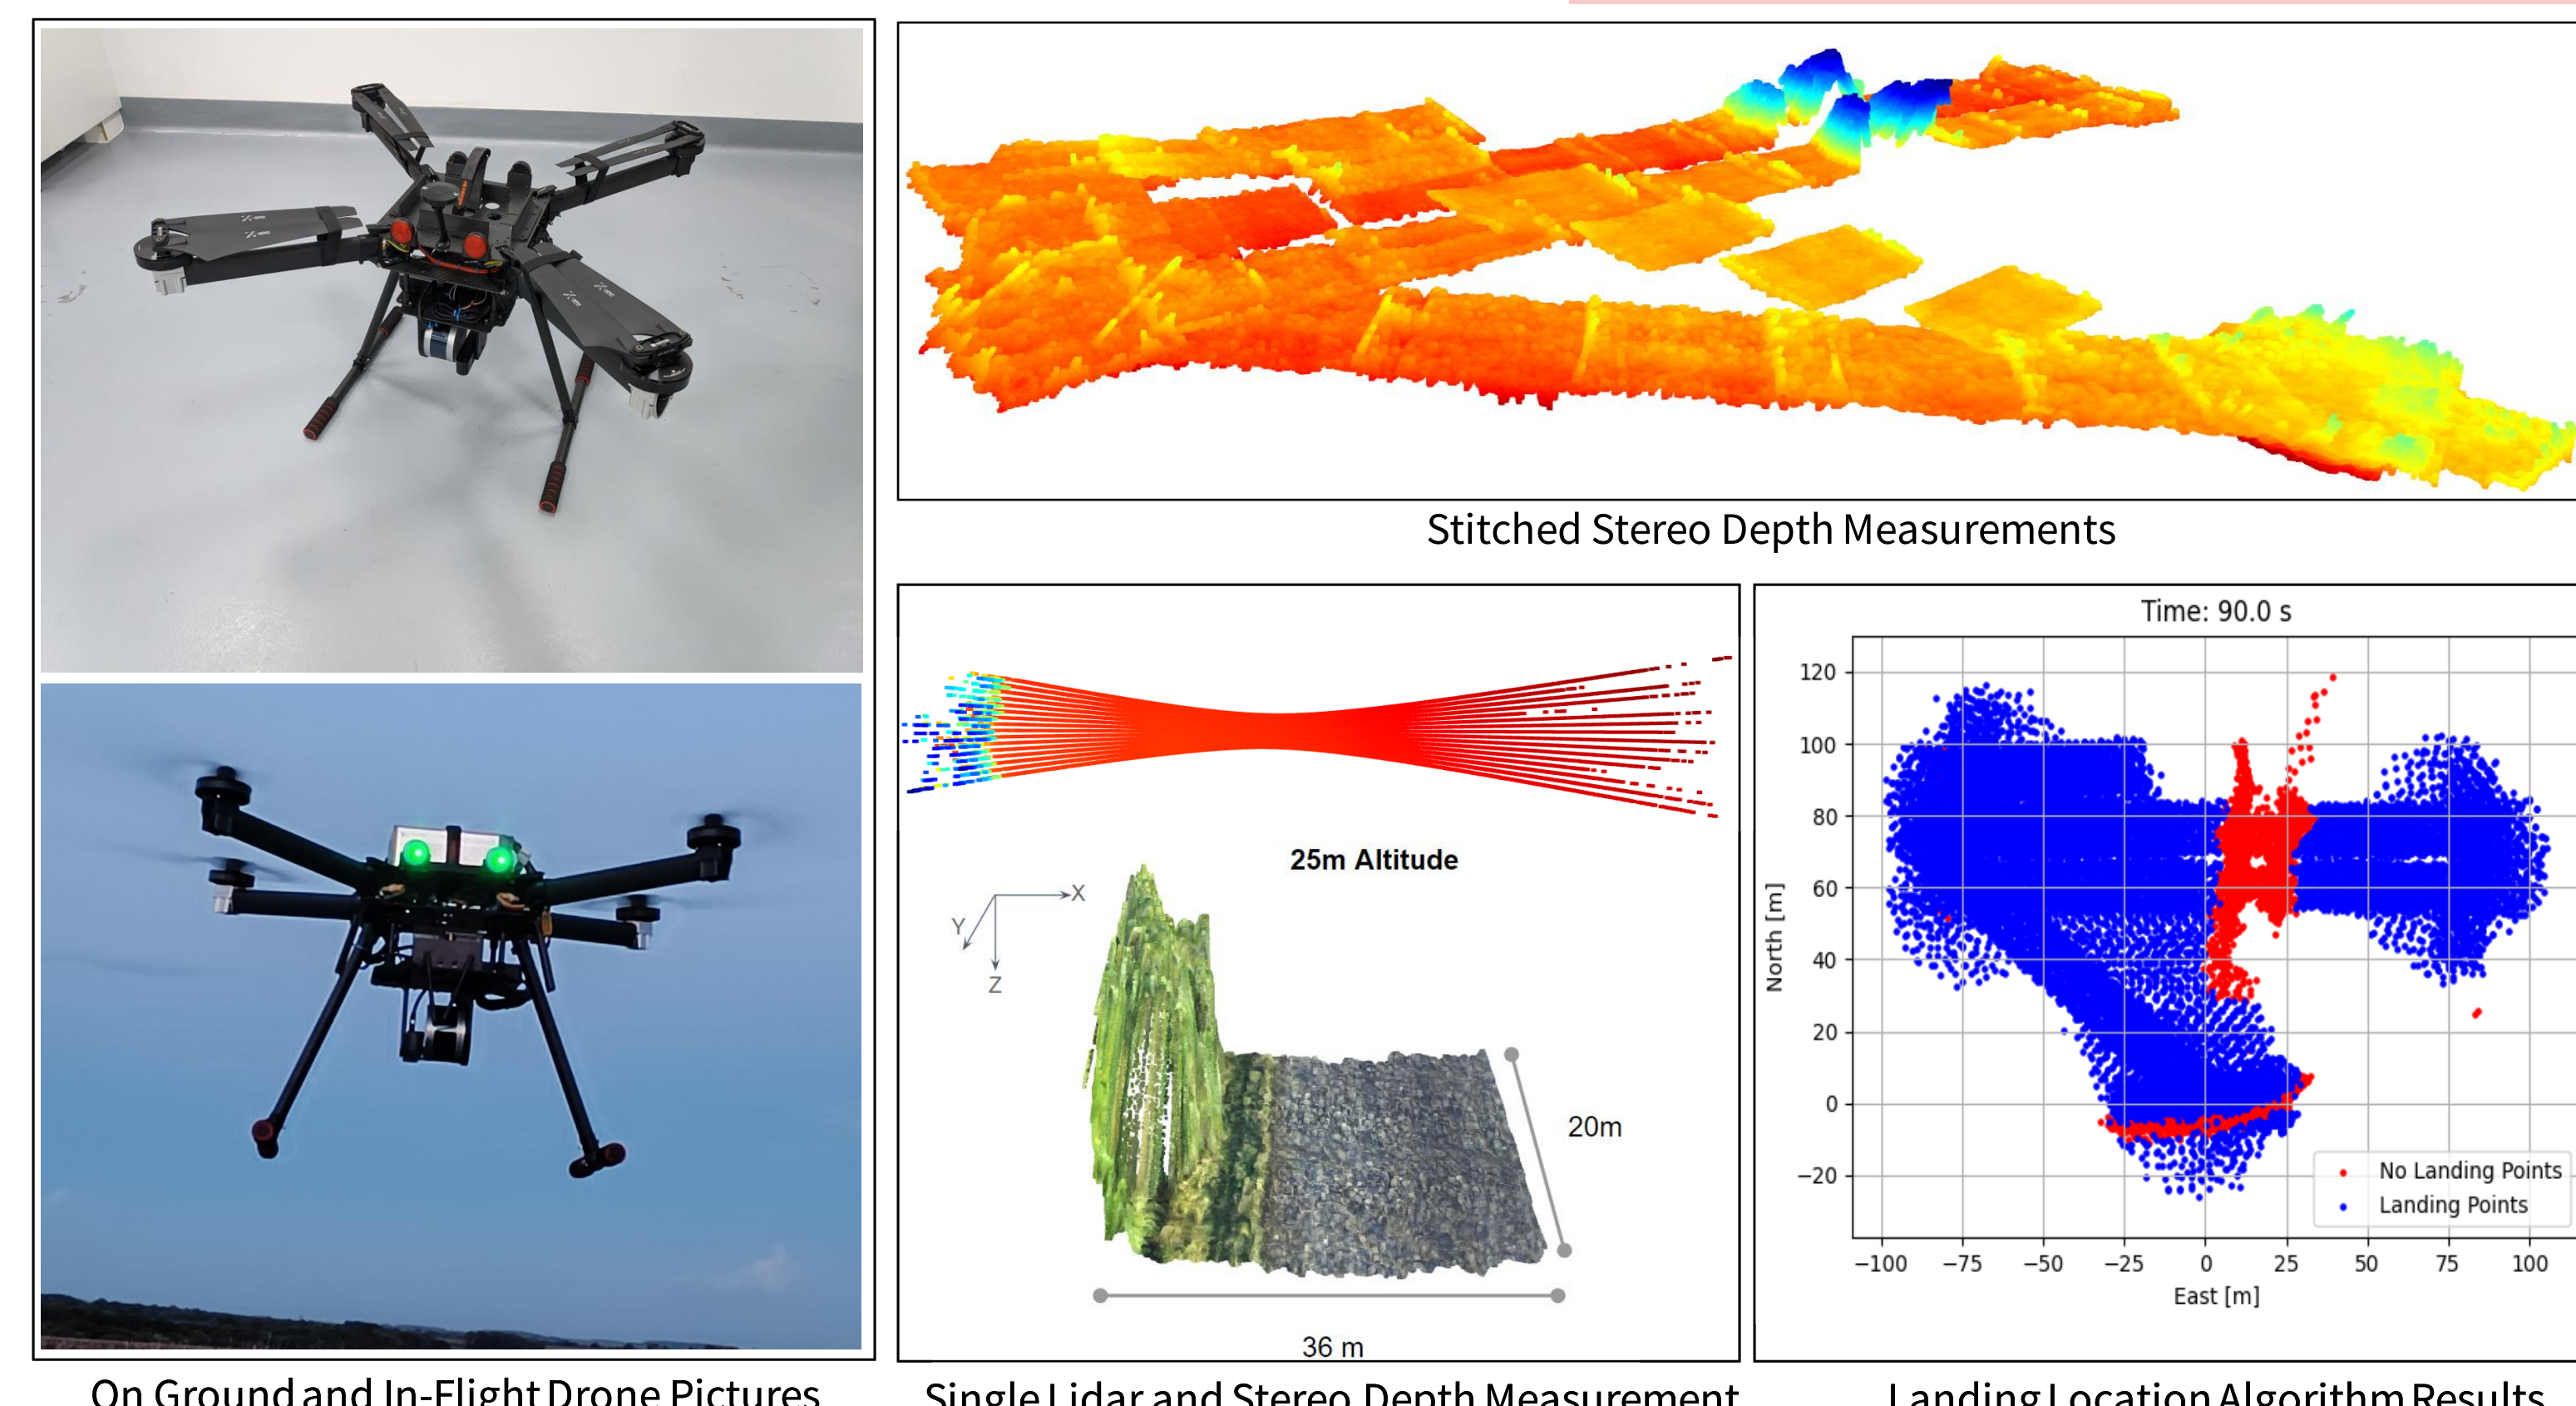 Stitched Stereo Depth Measurements
25m Altitude
X
Y
Z
20m
36 m
Time: 90.0 s
120
100
80
60
40
20
0
−20
North [m]
No Landing Points
Landing Points
−100 −75 −50 −25 0 25 50 75 100
East [m]
On Ground and In-Flight Drone Pictures
Single Lidar and Stereo Depth Measurement
Landing Location Algorithm Results